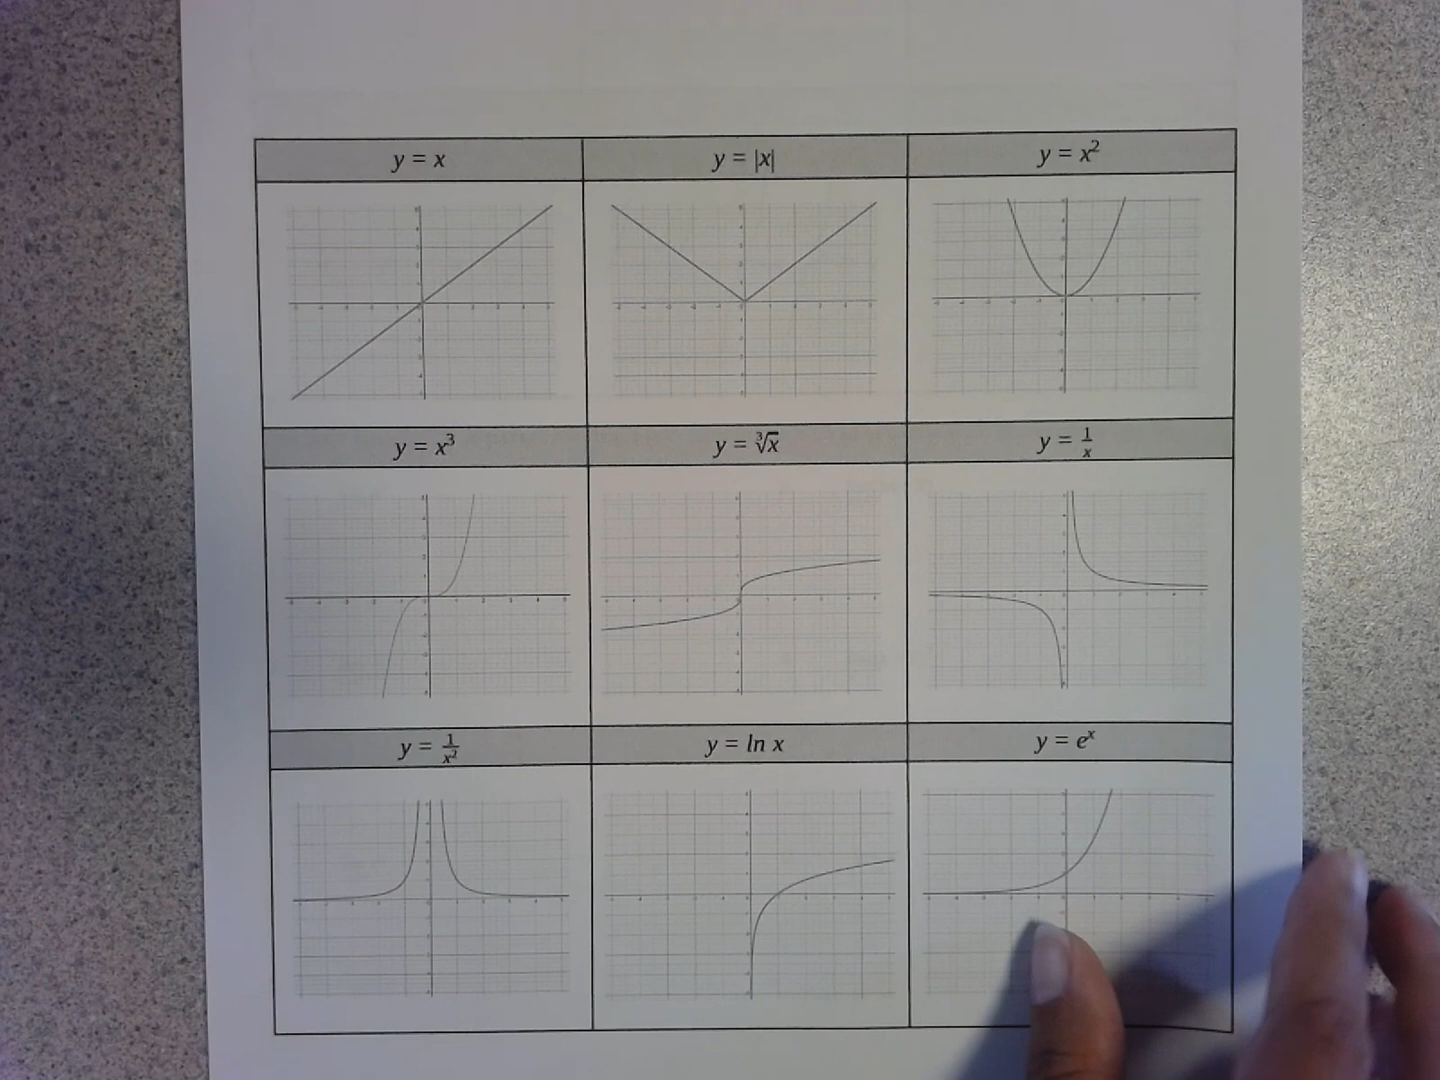 y = x
y = |x|
y = x²
y = x³
y = ∛x
y = 1/x
y = 1/x²
y = ln x
y = eˣ